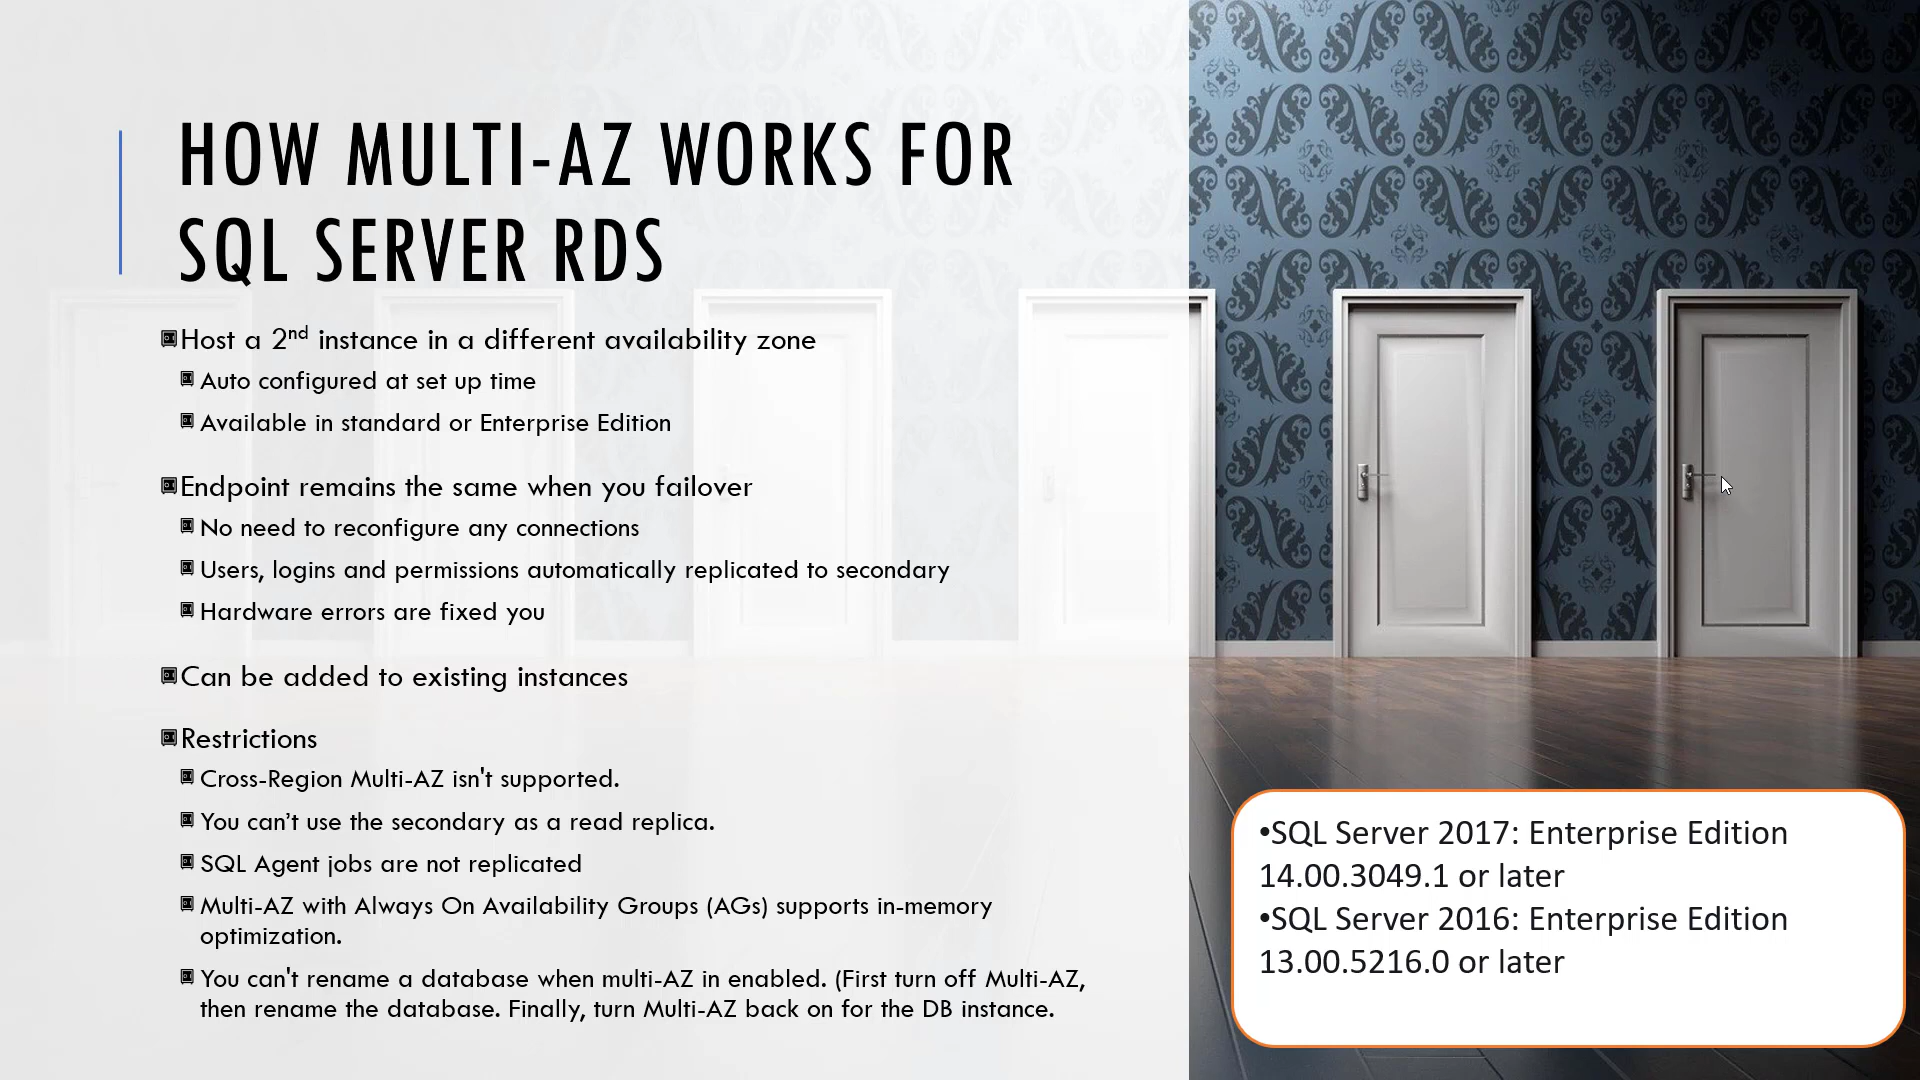 HOW MULTI-AZ WORKS FOR
SQL SERVER RDS
Host a 2nd instance in a different availability zone
Auto configured at set up time
Available in standard or Enterprise Edition
Endpoint remains the same when you failover
No need to reconfigure any connections
Users, logins and permissions automatically replicated to secondary
Hardware errors are fixed you
Can be added to existing instances
Restrictions
Cross-Region Multi-AZ isn't supported.
You can’t use the secondary as a read replica.
SQL Agent jobs are not replicated
Multi-AZ with Always On Availability Groups (AGs) supports in-memory
optimization.
You can't rename a database when multi-AZ in enabled. (First turn off Multi-AZ,
then rename the database. Finally, turn Multi-AZ back on for the DB instance.
•SQL Server 2017: Enterprise Edition
14.00.3049.1 or later
•SQL Server 2016: Enterprise Edition
13.00.5216.0 or later